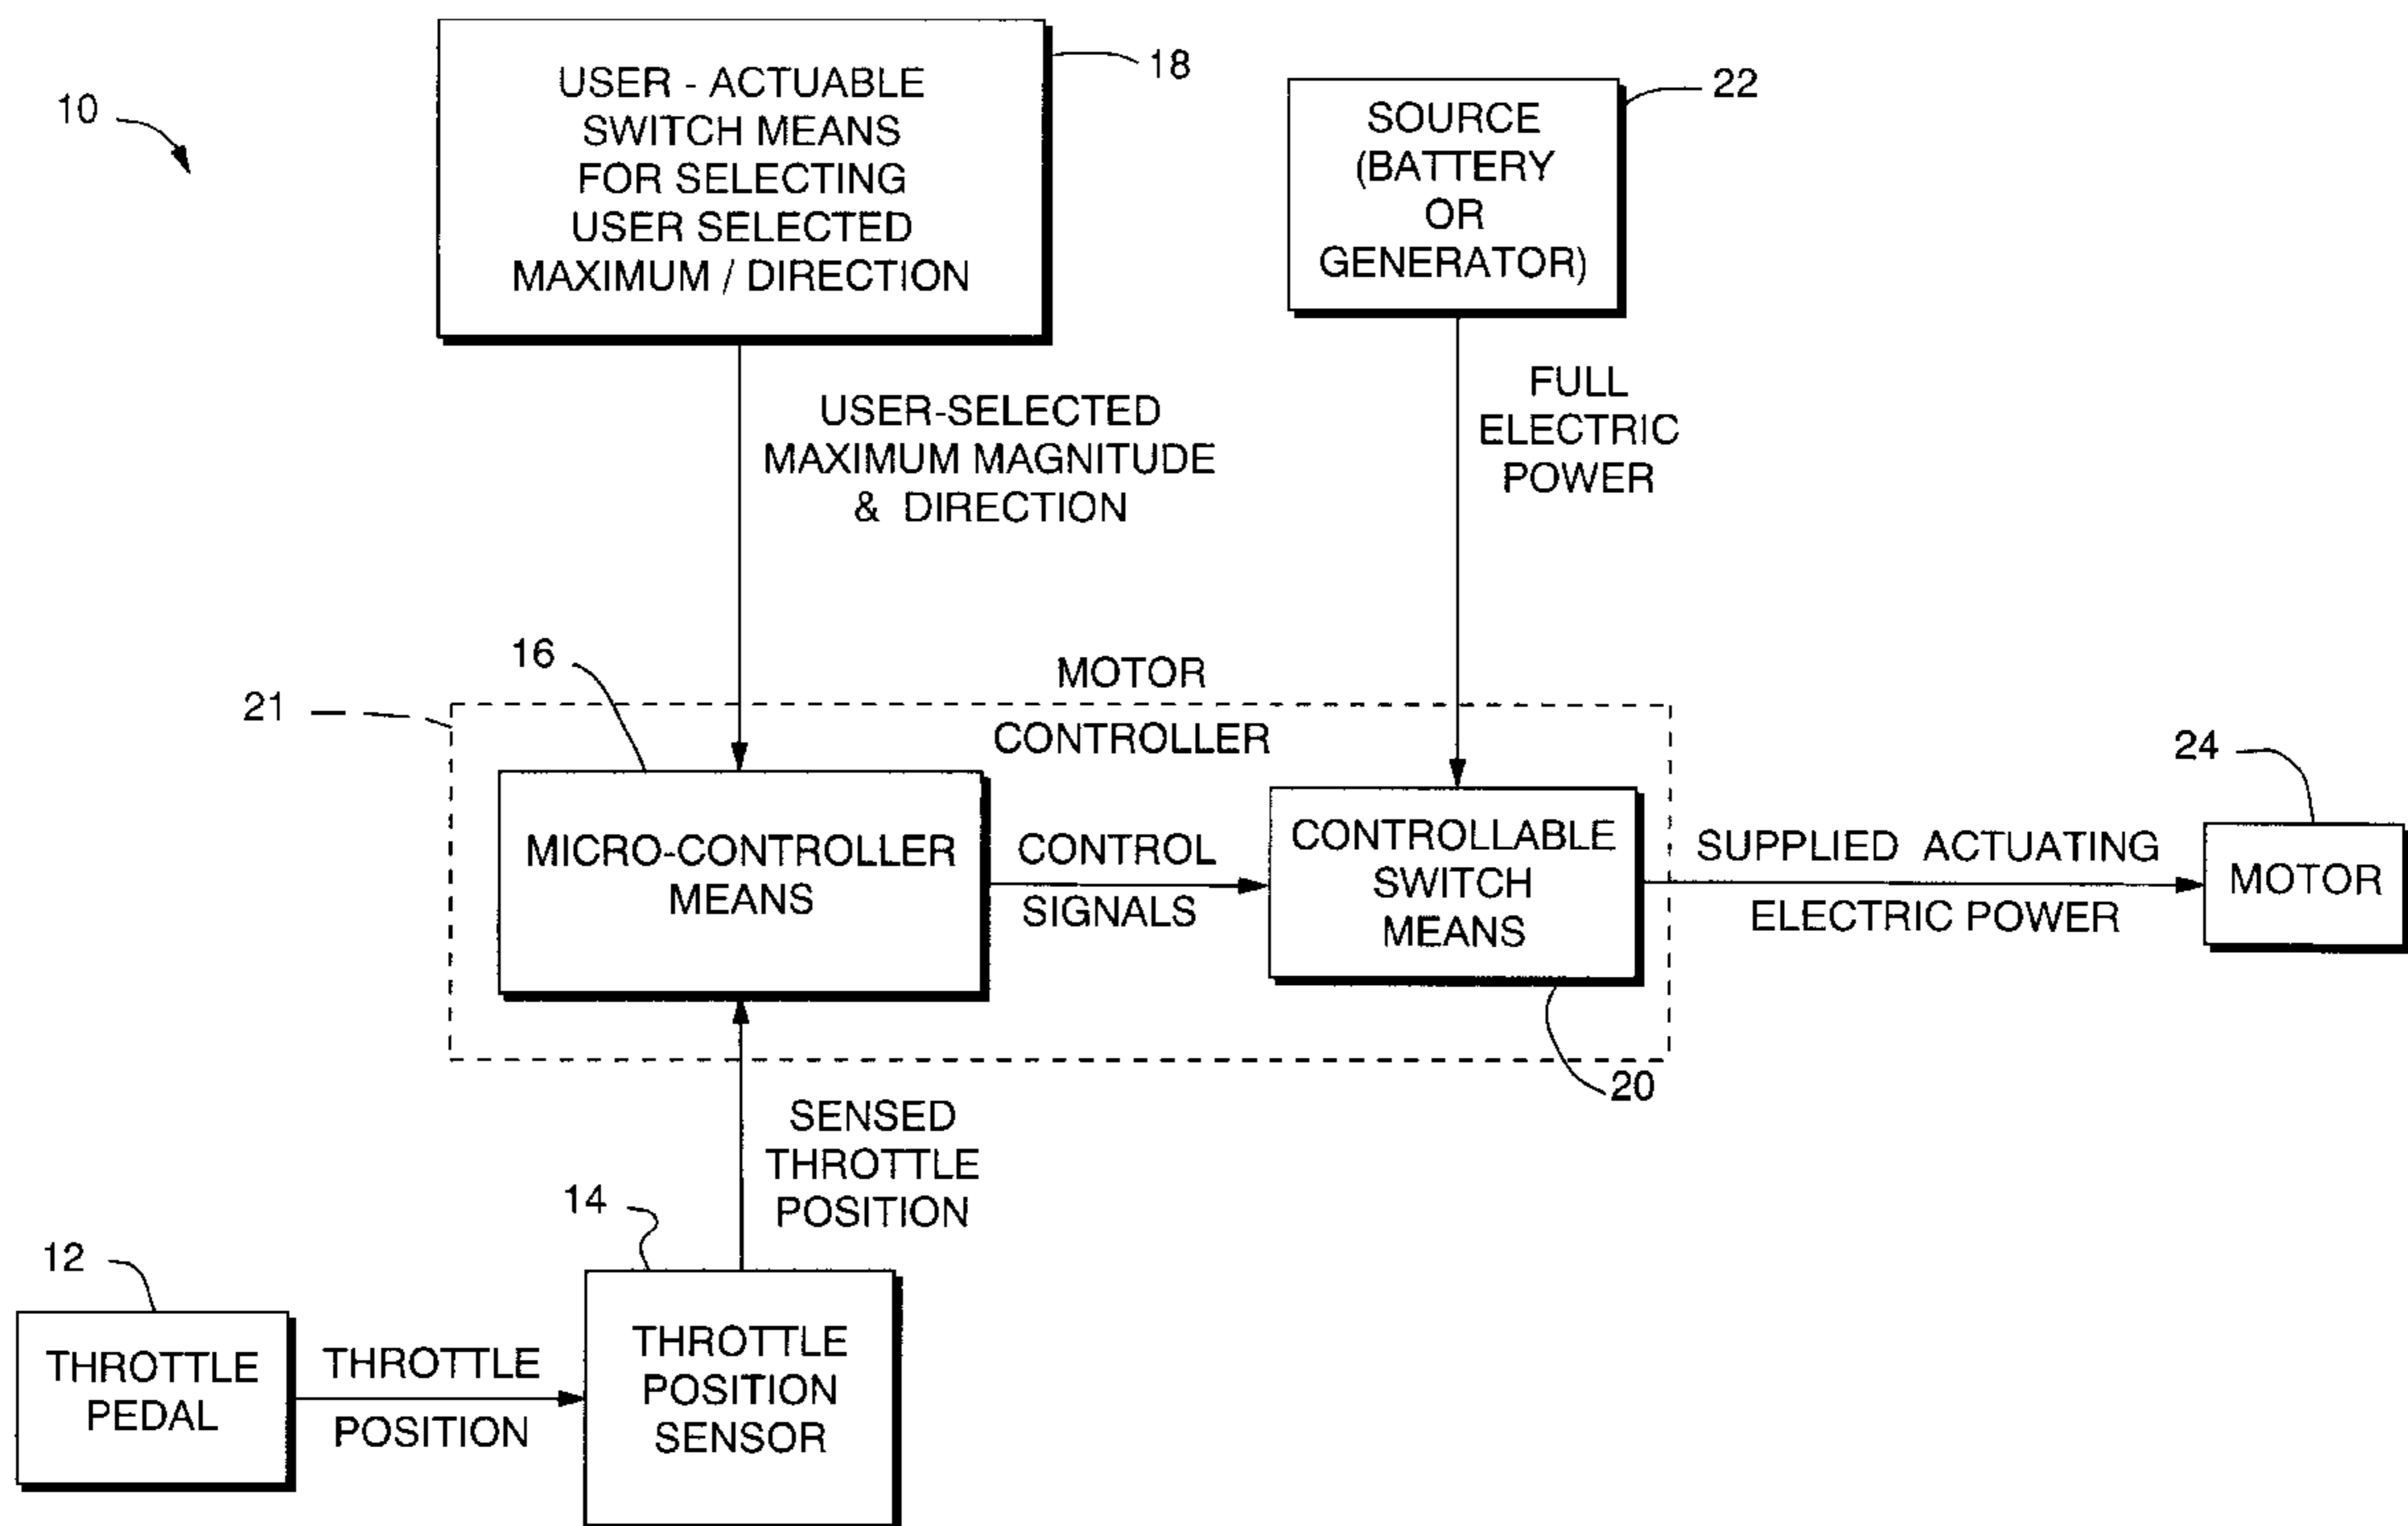 10
USER - ACTUABLE
SWITCH MEANS
FOR SELECTING
USER SELECTED
MAXIMUM / DIRECTION
18
SOURCE
(BATTERY
OR
GENERATOR)
22
USER-SELECTED
MAXIMUM MAGNITUDE
& DIRECTION
FULL
ELECTRIC
POWER
16
21
MOTOR
CONTROLLER
MICRO-CONTROLLER
MEANS
CONTROL
SIGNALS
CONTROLLABLE
SWITCH
MEANS
20
SUPPLIED ACTUATING
ELECTRIC POWER
24
MOTOR
SENSED
THROTTLE
POSITION
12
THROTTLE
PEDAL
THROTTLE
POSITION
14
THROTTLE
POSITION
SENSOR